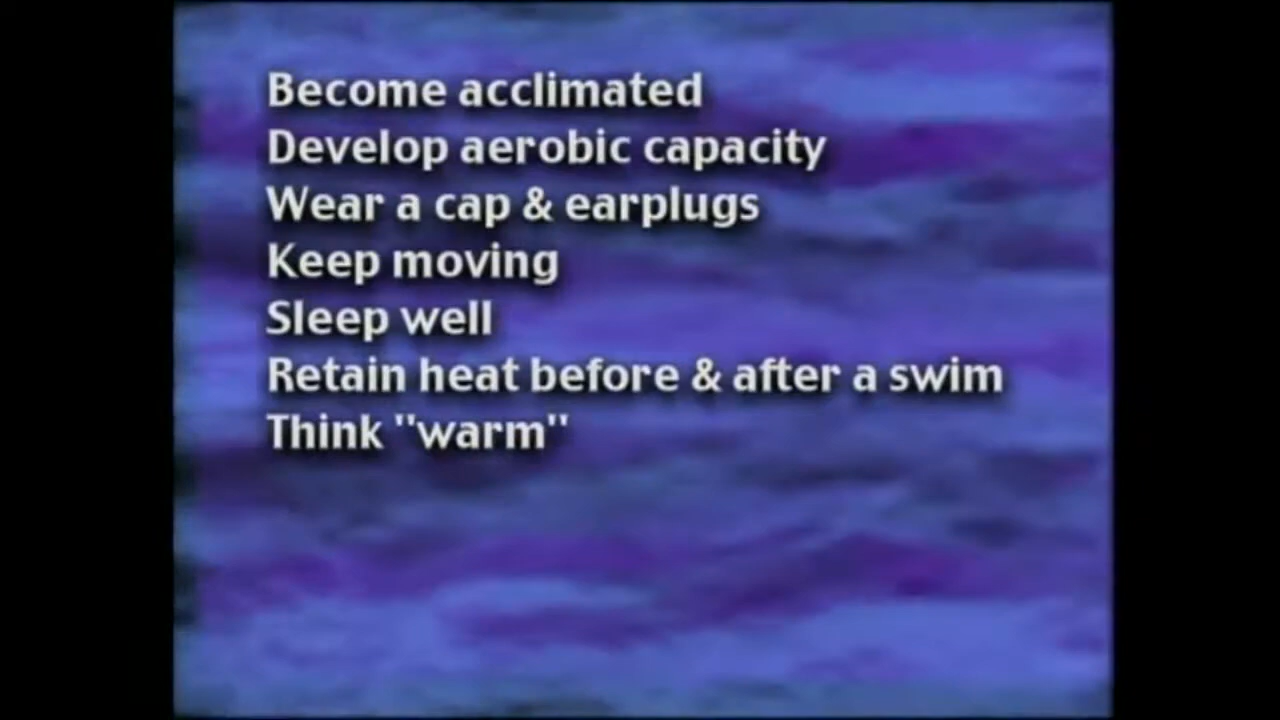 Become acclimated
Develop aerobic capacity
Wear a cap & earplugs
Keep moving
Sleep well
Retain heat before & after a swim
Think "warm"